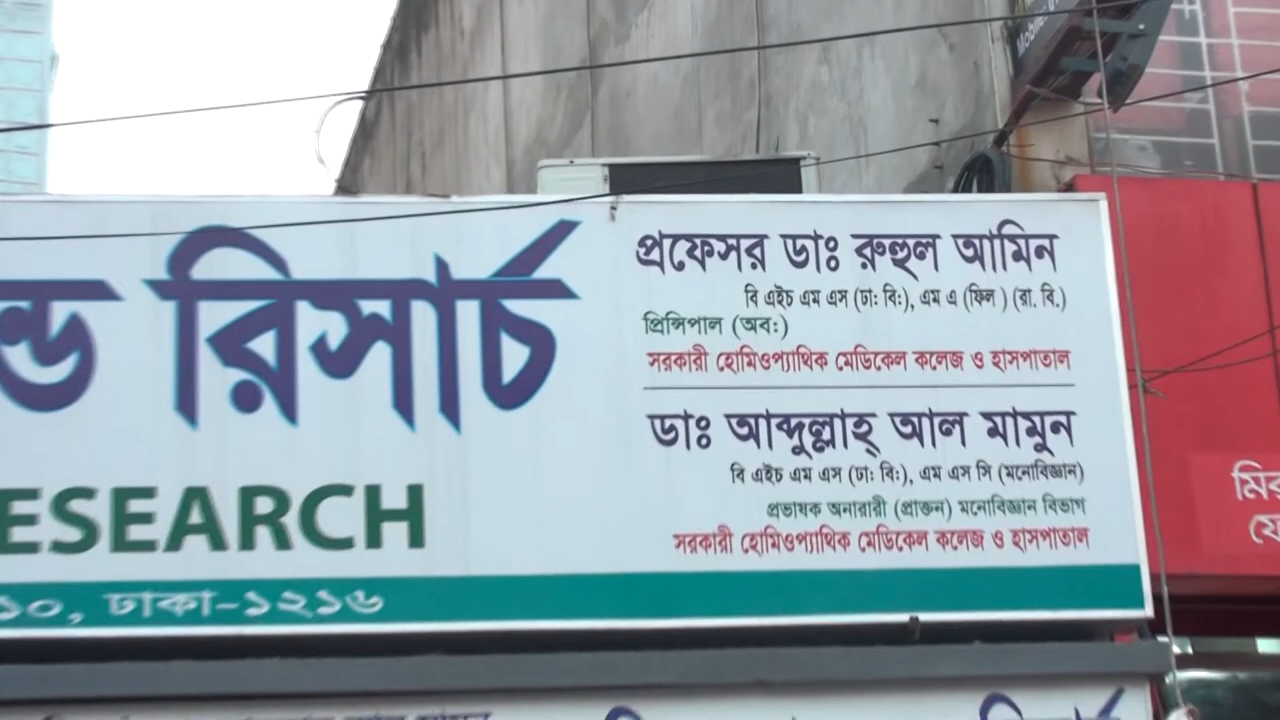 রিসার্চ
ESEARCH
১০, ঢাকা-১২১৬
প্রফেসর ডাঃ রুহুল আমিন
বি এইচ এম এস (ঢা: বি:), এম এ (ফিল ) (রা. বি.)
প্রিন্সিপাল (অব:)
সরকারী হোমিওপ্যাথিক মেডিকেল কলেজ ও হাসপাতাল
ডাঃ আব্দুল্লাহ্ আল মামুন
বি এইচ এম এস (ঢা: বি:), এম এস সি (মনোবিজ্ঞান)
প্রভাষক অনারারী (প্রাক্তন) মনোবিজ্ঞান বিভাগ
সরকারী হোমিওপ্যাথিক মেডিকেল কলেজ ও হাসপাতাল